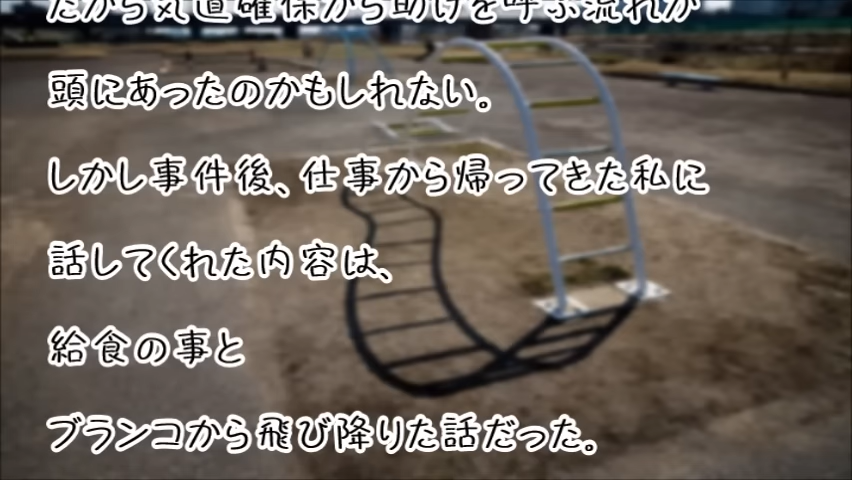 だから気道確保から助けを呼ぶ流れが
頭にあったのかもしれない。
しかし事件後、仕事から帰ってきた私に
話してくれた内容は、
給食の事と
ブランコから飛び降りた話だった。